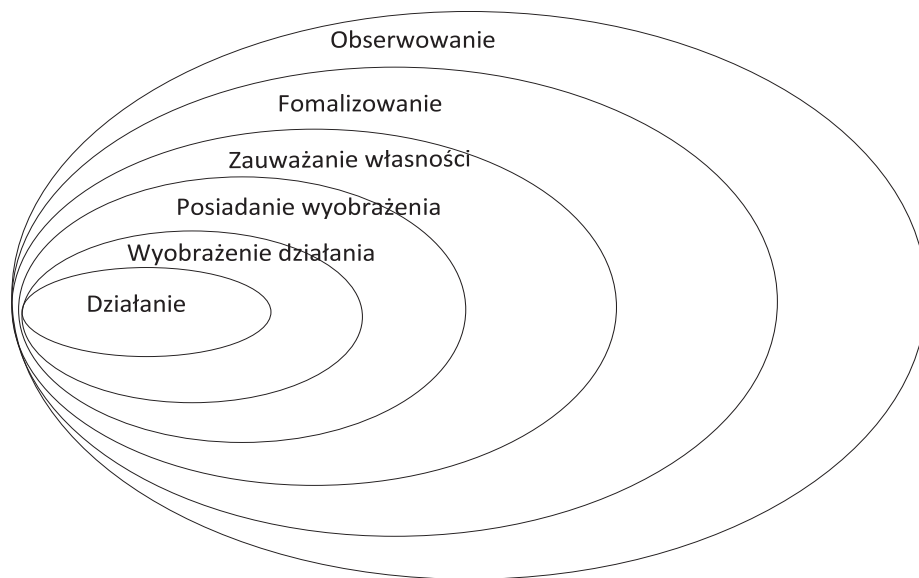 Obserwowanie
Fomalizowanie
Zauważanie własności
Posiadanie wyobrażenia
Wyobrażenie działania
Działanie